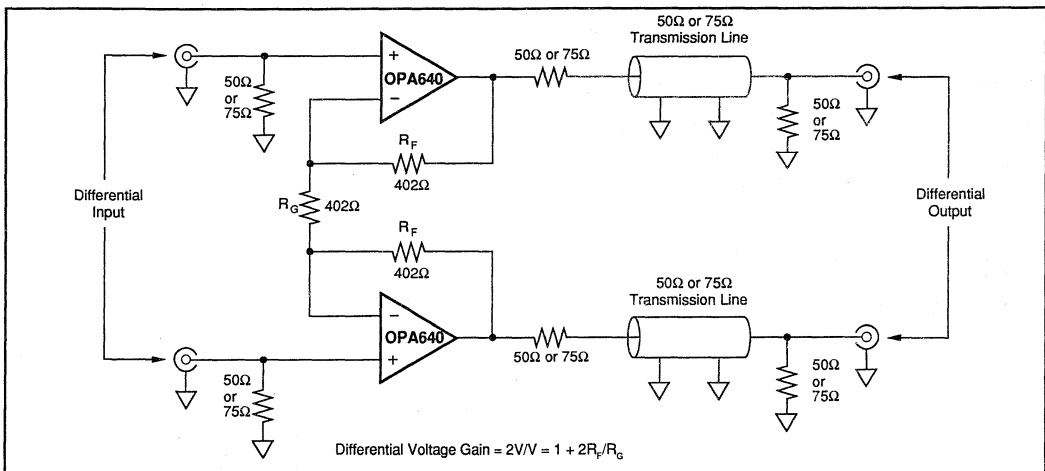 50Ω or 75Ω
Transmission Line
50Ω or 75Ω
+
OPA640
−
50Ω
or
75Ω
50Ω
or
75Ω
R_F
402Ω
Differential
Input
R_G 402Ω
Differential
Output
R_F
402Ω
50Ω or 75Ω
Transmission Line
−
OPA640
+
50Ω or 75Ω
50Ω
or
75Ω
50Ω
or
75Ω
Differential Voltage Gain = 2V/V = 1 + 2R_F/R_G